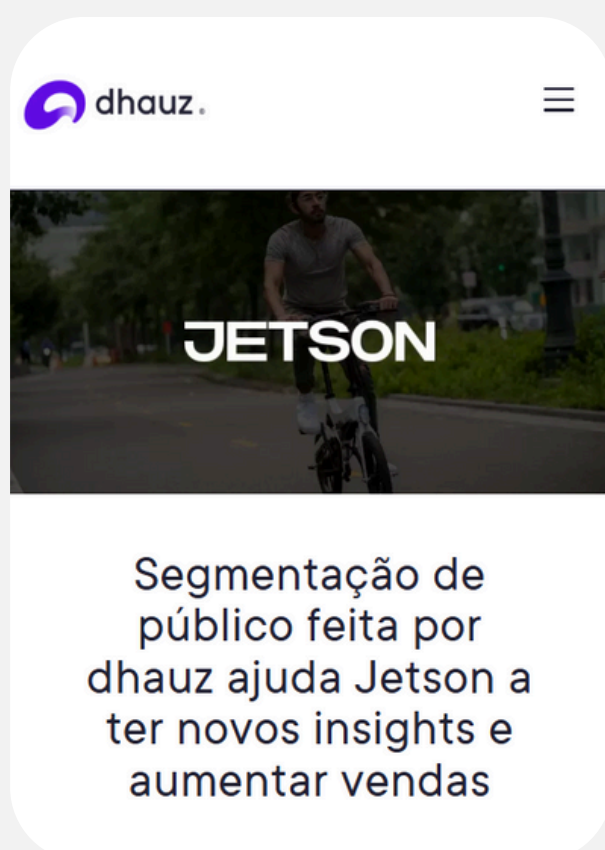 dhauz.
JETSON
Segmentação de
público feita por
dhauz ajuda Jetson a
ter novos insights e
aumentar vendas